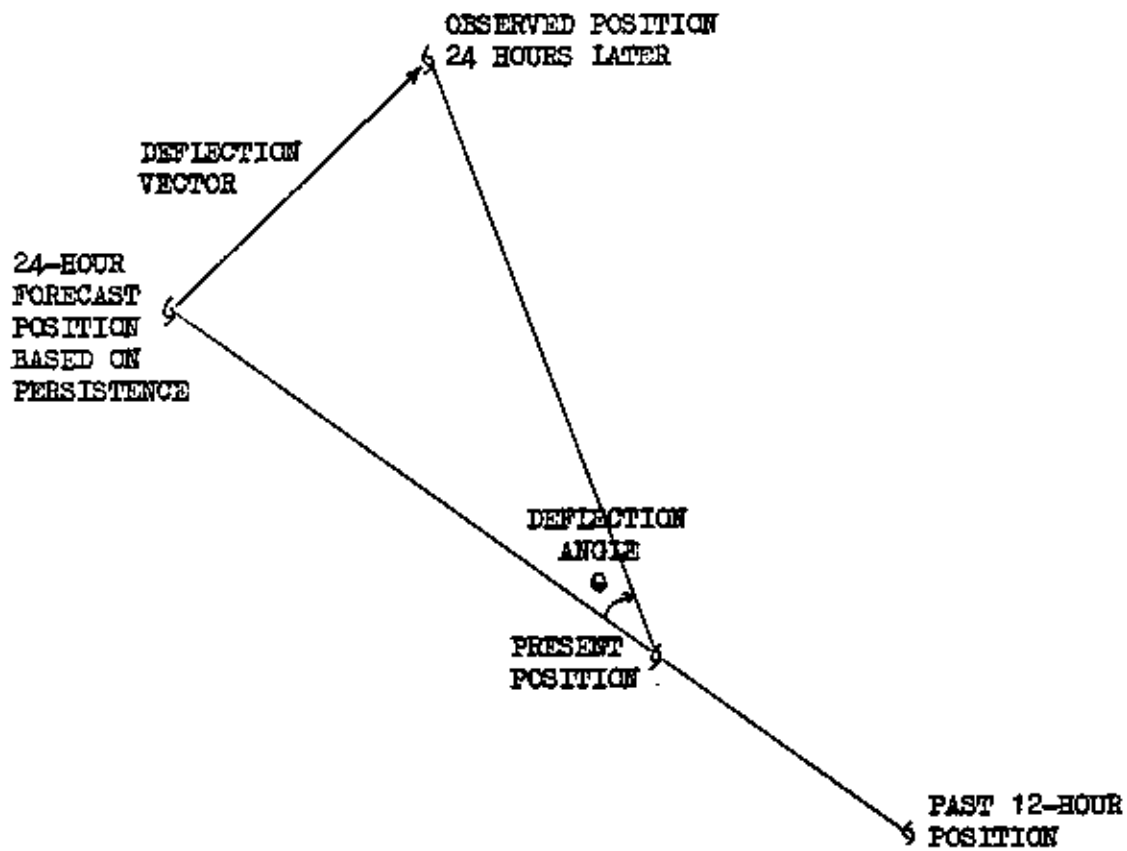 OBSERVED POSITION
24 HOURS LATER
DEFLECTION
VECTOR
24-HOUR
FORECAST
POSITION
BASED ON
PERSISTENCE
DEFLECTION
ANGLE
θ
PRESENT
POSITION
PAST 12-HOUR
POSITION